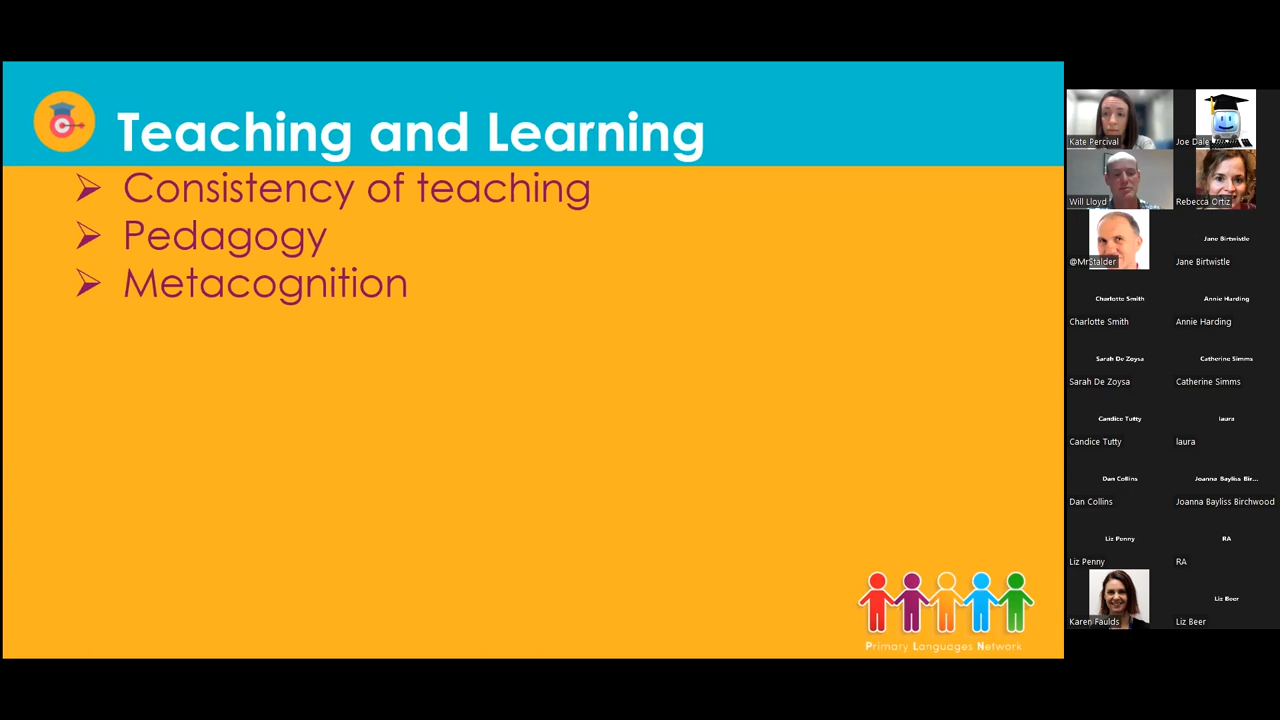 Teaching and Learning
Consistency of teaching
Pedagogy
Metacognition
Primary Languages Network
Kate Percival
Joe Dale
Will Lloyd
Rebecca Ortiz
@MrStalder
Jane Birtwistle
Jane Birtwistle
Charlotte Smith
Annie Harding
Charlotte Smith
Annie Harding
Sarah De Zoysa
Catherine Simms
Sarah De Zoysa
Catherine Simms
Candice Tutty
laura
Candice Tutty
laura
Dan Collins
Joanna Bayliss Bir...
Dan Collins
Joanna Bayliss Birchwood
Liz Penny
RA
Liz Penny
RA
Liz Beer
Karen Faulds
Liz Beer